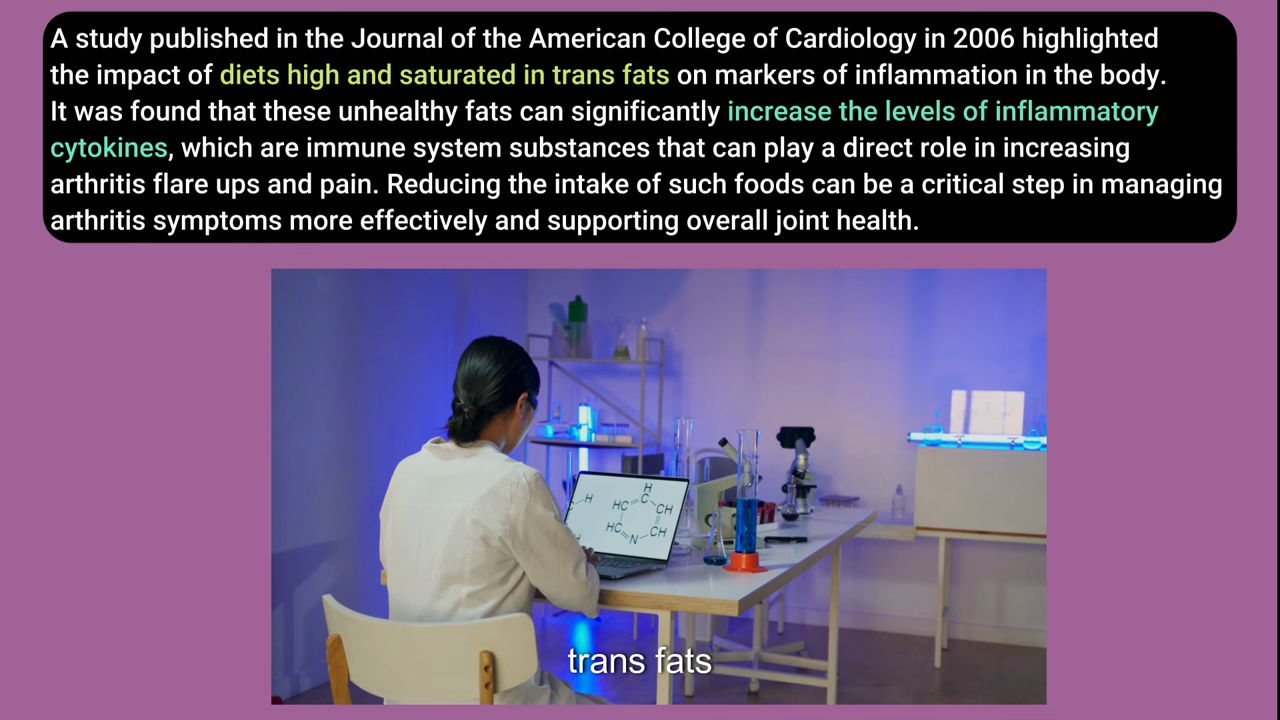 A study published in the Journal of the American College of Cardiology in 2006 highlighted
the impact of diets high and saturated in trans fats on markers of inflammation in the body.
It was found that these unhealthy fats can significantly increase the levels of inflammatory
cytokines, which are immune system substances that can play a direct role in increasing
arthritis flare ups and pain. Reducing the intake of such foods can be a critical step in managing
arthritis symptoms more effectively and supporting overall joint health.
H
H
C
HC
CH
HC
CH
N
H
trans fats